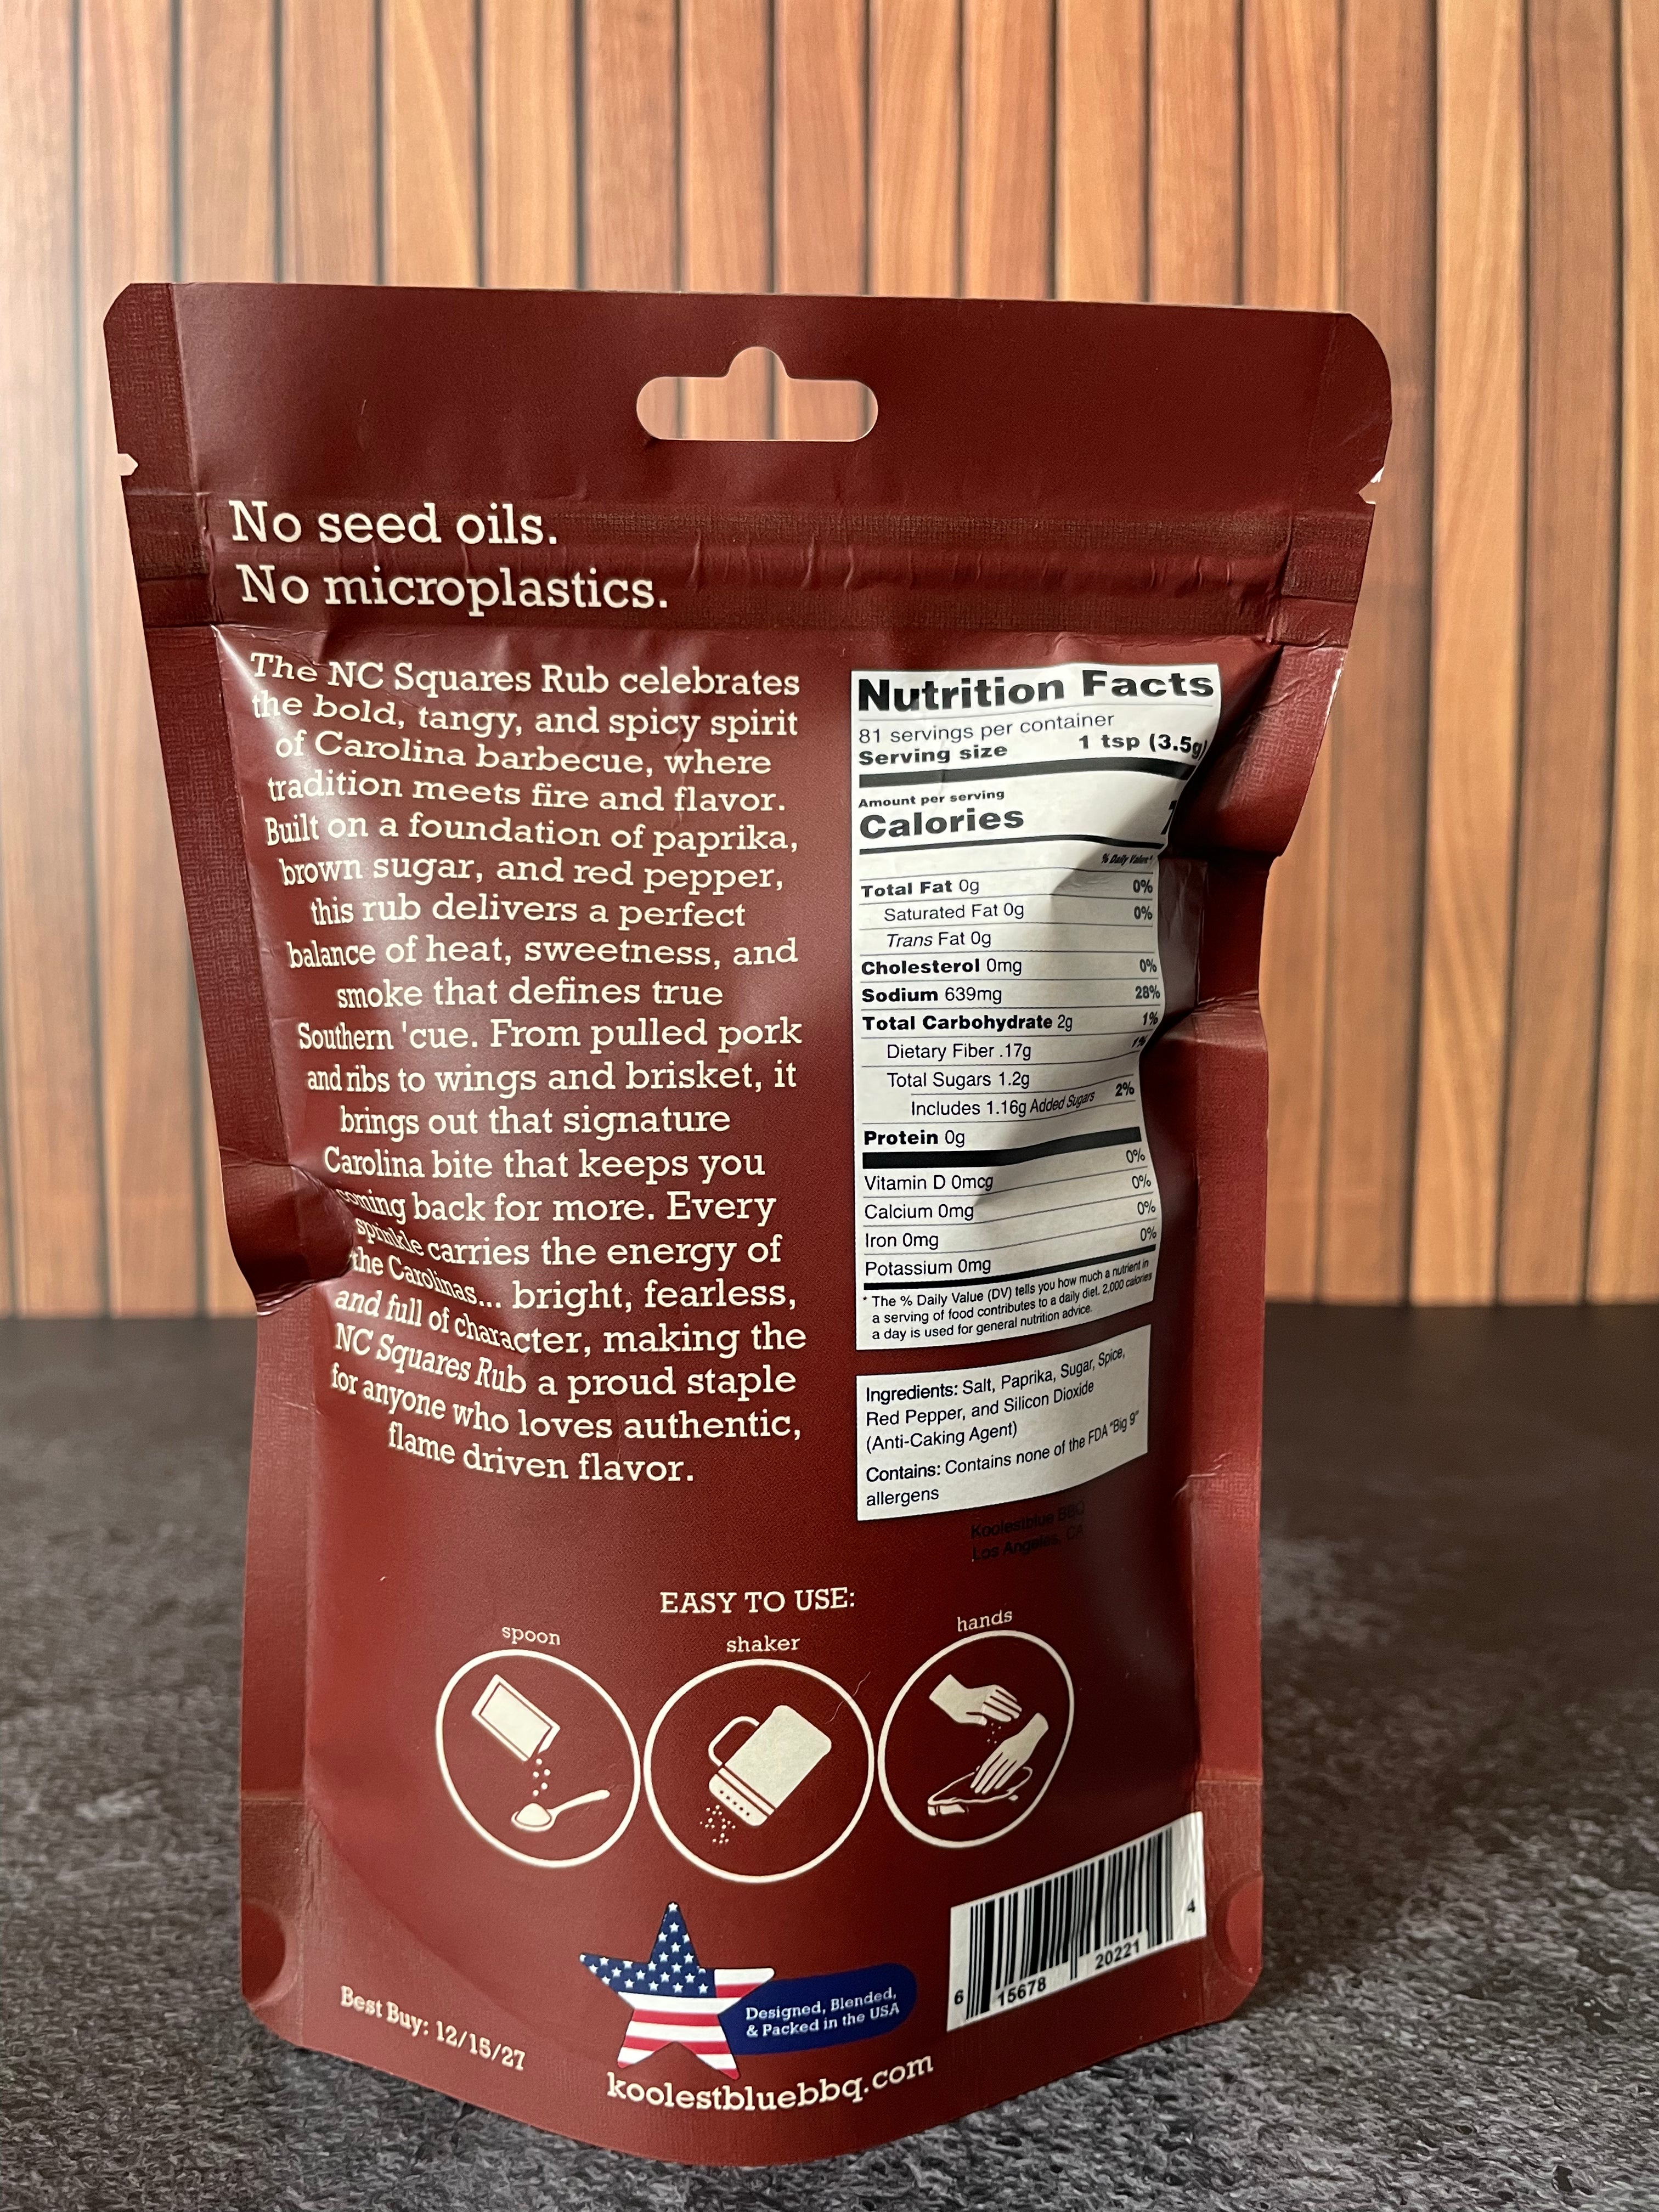 No seed oils.
No microplastics.
The NC Squares Rub celebrates
the bold, tangy, and spicy spirit
of Carolina barbecue, where
tradition meets fire and flavor.
Built on a foundation of paprika,
brown sugar, and red pepper,
this rub delivers a perfect
balance of heat, sweetness, and
smoke that defines true
Southern 'cue. From pulled pork
and ribs to wings and brisket, it
brings out that signature
Carolina bite that keeps you
coming back for more. Every
sprinkle carries the energy of
the Carolinas... bright, fearless,
and full of character, making the
NC Squares Rub a proud staple
for anyone who loves authentic,
flame driven flavor.
Nutrition Facts
81 servings per container
Serving size 1 tsp (3.5g)
Amount per serving
Calories
% Daily Value*
Total Fat 0g 0%
Saturated Fat 0g 0%
Trans Fat 0g
Cholesterol 0mg 0%
Sodium 639mg 28%
Total Carbohydrate 2g 1%
Dietary Fiber .17g 1%
Total Sugars 1.2g
Includes 1.16g Added Sugars 2%
Protein 0g
Vitamin D 0mcg 0%
Calcium 0mg 0%
Iron 0mg 0%
Potassium 0mg 0%
* The % Daily Value (DV) tells you how much a nutrient in
a serving of food contributes to a daily diet. 2,000 calories
a day is used for general nutrition advice.
Ingredients: Salt, Paprika, Sugar, Spice,
Red Pepper, and Silicon Dioxide
(Anti-Caking Agent)
Contains: Contains none of the FDA "Big 9"
allergens
Koolestblue BBQ
Los Angeles, CA
EASY TO USE:
spoon
shaker
hands
Designed, Blended,
& Packed in the USA
6 15678 20221 4
Best Buy: 12/15/27
koolestbluebbq.com